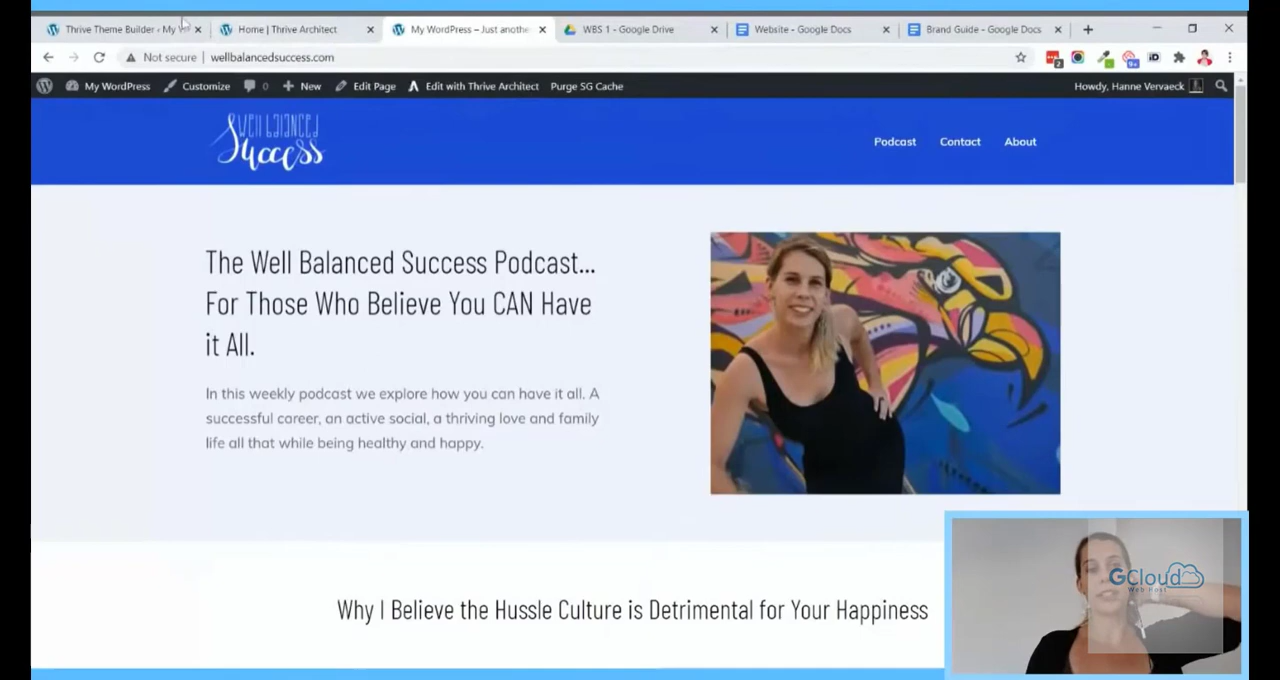 Thrive Theme Builder - My W
Home | Thrive Architect
My WordPress – Just anothe
WBS 1 - Google Drive
Website - Google Docs
Brand Guide - Google Docs
Not secure | wellbalancedsuccess.com
My WordPress
Customize
0
New
Edit Page
Edit with Thrive Architect
Purge SG Cache
Howdy, Hanne Vervaeck
WELL BALANCED
Success
Podcast
Contact
About
The Well Balanced Success Podcast...
For Those Who Believe You CAN Have
it All.
In this weekly podcast we explore how you can have it all. A
successful career, an active social, a thriving love and family
life all that while being healthy and happy.
Why I Believe the Hussle Culture is Detrimental for Your Happiness
GCloud
Web Host